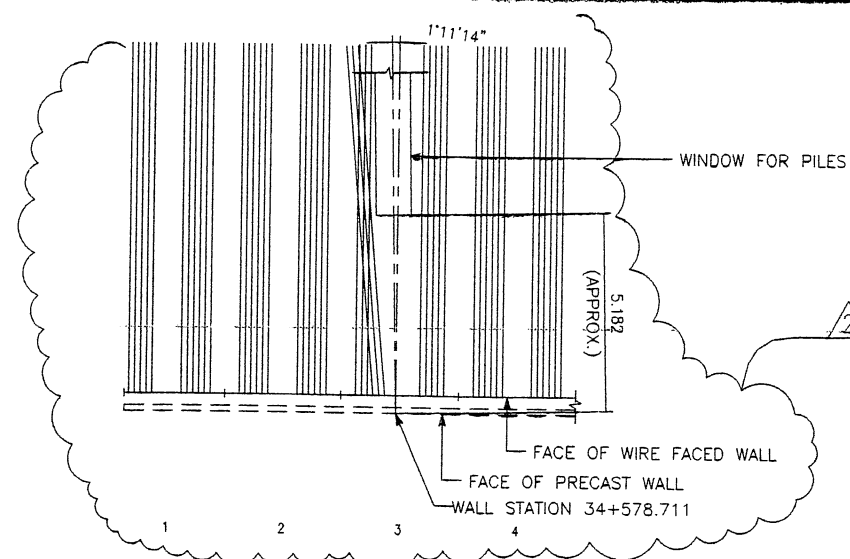 1°11'14"
WINDOW FOR PILES
5.182
(APPROX.)
2
FACE OF WIRE FACED WALL
FACE OF PRECAST WALL
WALL STATION 34+578.711
1 2 3 4